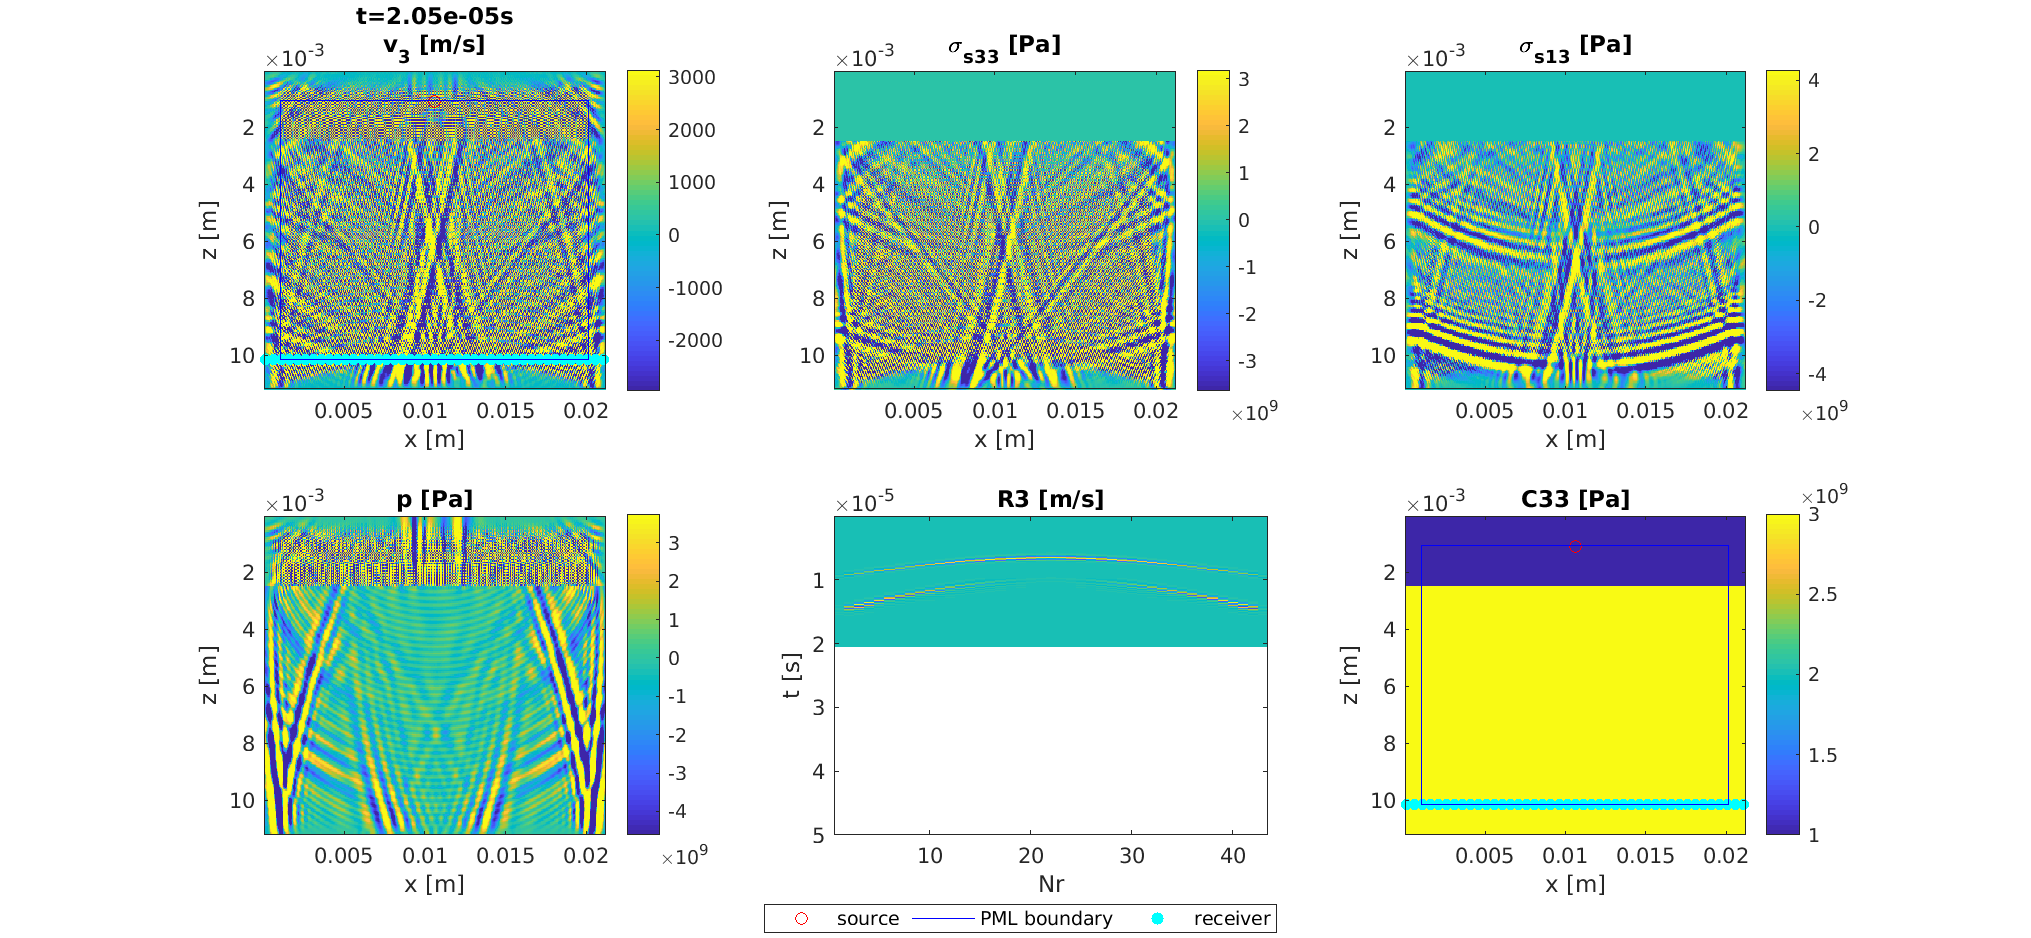 t=2.05e-05s
v3 [m/s]
×10-3
2
4
6
8
10
z [m]
0.005 0.01 0.015 0.02
x [m]
3000
2000
1000
0
-1000
-2000
σs33 [Pa]
×10-3
2
4
6
8
10
z [m]
0.005 0.01 0.015 0.02
x [m]
3
2
1
0
-1
-2
-3
×109
σs13 [Pa]
×10-3
2
4
6
8
10
z [m]
0.005 0.01 0.015 0.02
x [m]
4
2
0
-2
-4
×109
p [Pa]
×10-3
2
4
6
8
10
z [m]
0.005 0.01 0.015 0.02
x [m]
3
2
1
0
-1
-2
-3
-4
×109
R3 [m/s]
×10-5
1
2
3
4
5
t [s]
10 20 30 40
Nr
C33 [Pa]
×10-3
2
4
6
8
10
z [m]
0.005 0.01 0.015 0.02
x [m]
×109
3
2.5
2
1.5
1
source PML boundary receiver